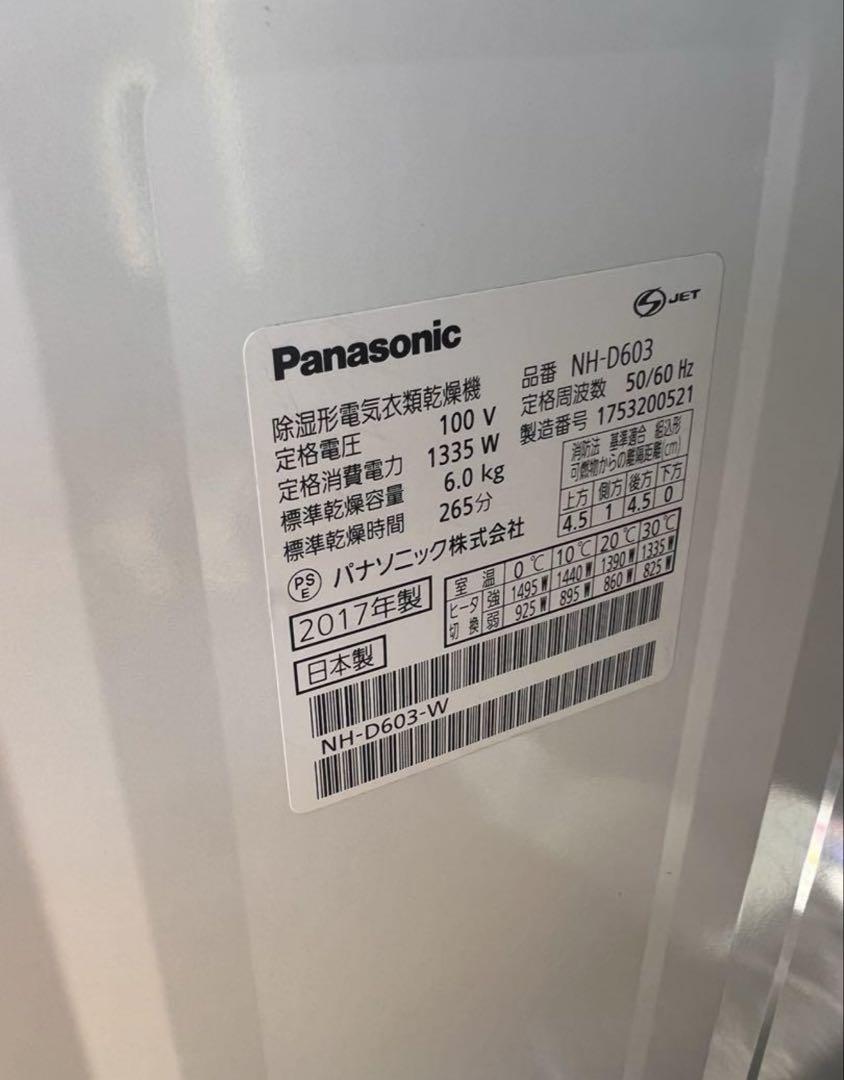 JET
Panasonic
品番 NH-D603
除湿形電気衣類乾燥機
定格周波数 50/60 Hz
定格電圧 100 V
製造番号 1753200521
定格消費電力 1335 W
標準乾燥容量 6.0 kg
標準乾燥時間 265分
消防法 基準適合 組込形
可燃物からの離隔距離(cm)
上方 側方 後方 下方
4.5 1 4.5 0
PSE パナソニック株式会社
室温 0℃ 10℃ 20℃ 30℃
ヒータ切換 強 1495W 1440W 1390W 1335W
弱 925W 895W 860W 825W
2017年製
日本製
NH-D603-W